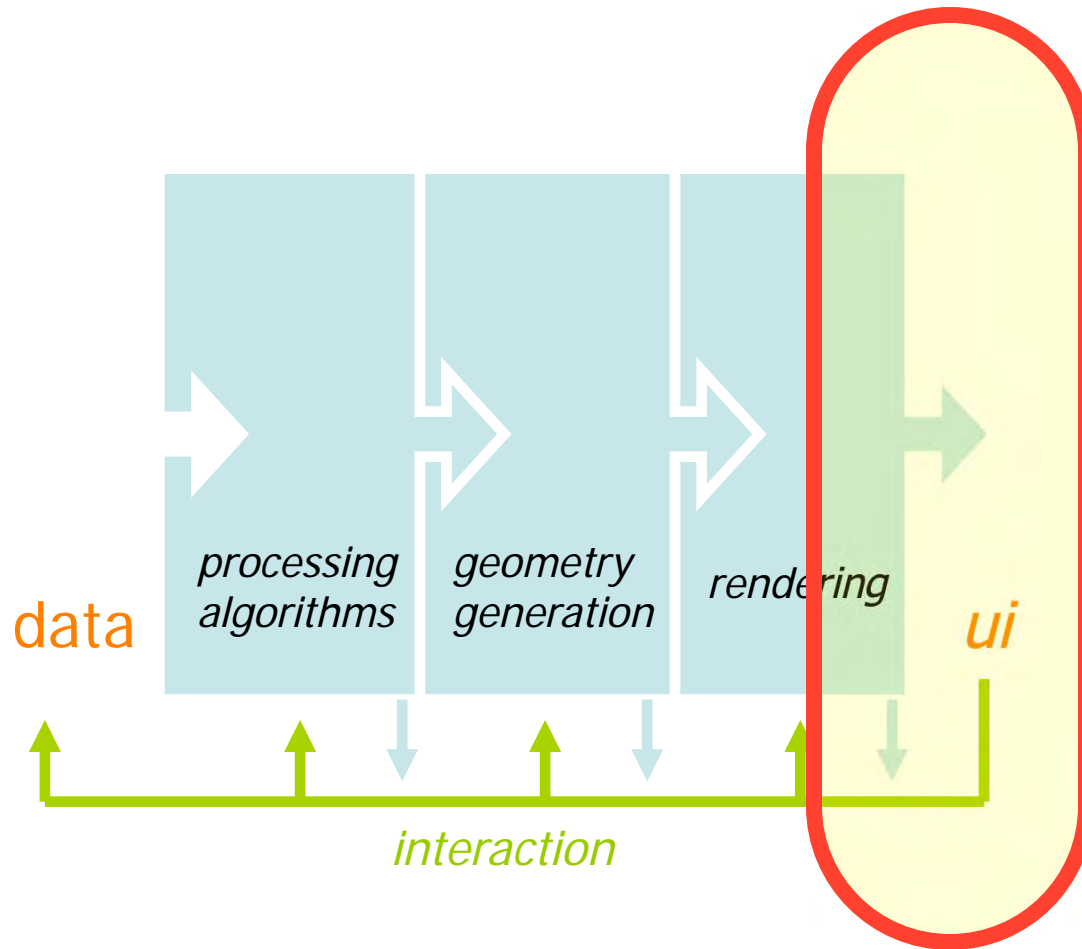 data
processing
algorithms
geometry
generation
rendering
ui
interaction